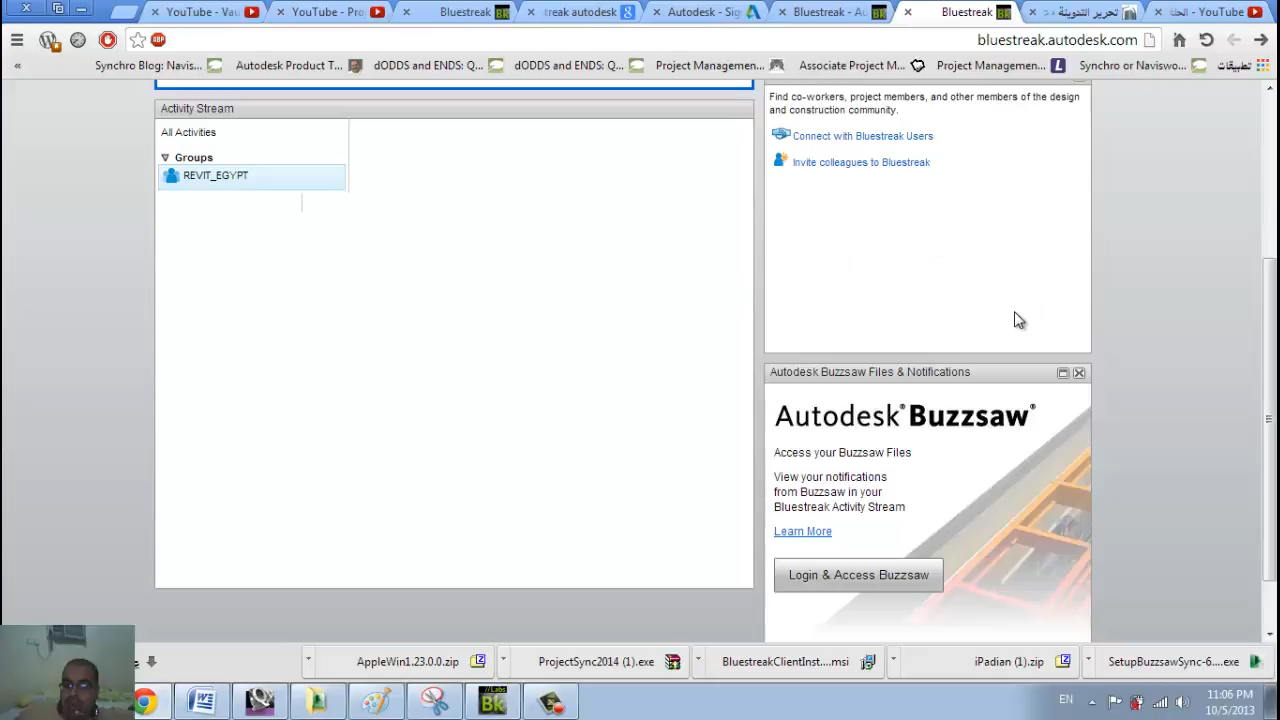 YouTube - Vau
YouTube - Pro
Bluestreak
treak autodesk
Autodesk - Sig
Bluestreak - Au
Bluestreak
تحرير التدوينة
YouTube - الحلا
bluestreak.autodesk.com
«
Synchro Blog: Navis...
Autodesk Product T...
dODDS and ENDS: Q...
dODDS and ENDS: Q...
Project Managemen...
Associate Project M...
Project Managemen...
Synchro or Naviswo...
تطبيقات
Activity Stream
All Activities
Groups
REVIT_EGYPT
Find co-workers, project members, and other members of the design
and construction community.
Connect with Bluestreak Users
Invite colleagues to Bluestreak
Autodesk Buzzsaw Files & Notifications
Autodesk® Buzzsaw®
Access your Buzzsaw Files
View your notifications
from Buzzsaw in your
Bluestreak Activity Stream
Learn More
Login & Access Buzzsaw
AppleWin1.23.0.0.zip
ProjectSync2014 (1).exe
BluestreakClientInst....msi
iPadian (1).zip
SetupBuzzsawSync-6....exe
//Labs
Bk
EN
11:06 PM
10/5/2013